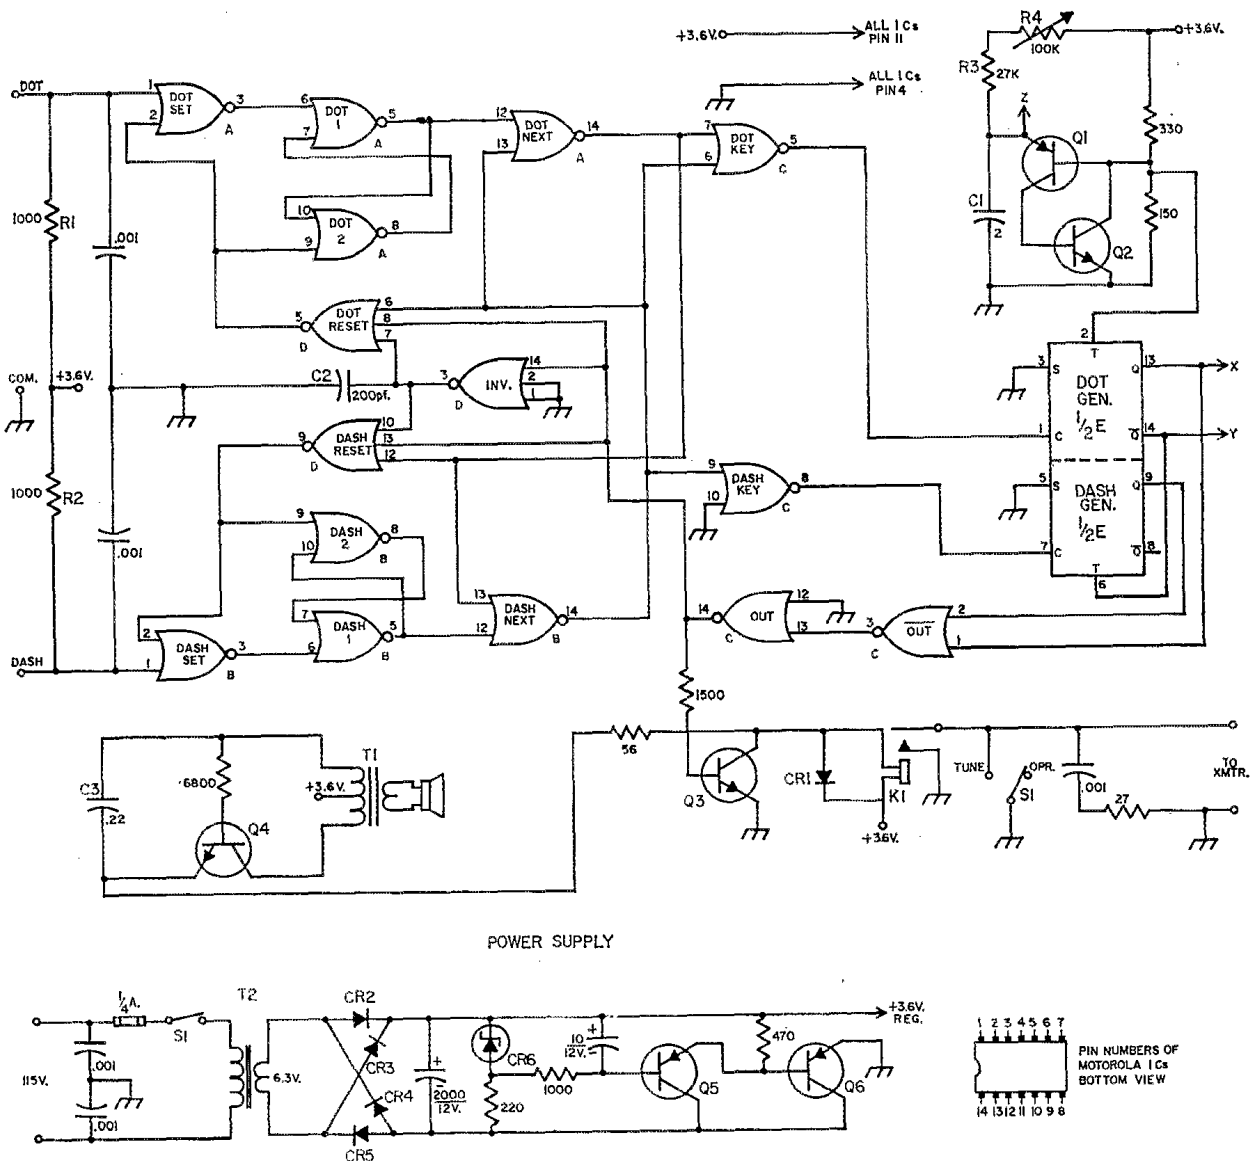 +3.6V.
ALL ICs
PIN 11
ALL ICs
PIN 4
R4
100K
+3.6V.
R3
27K
Z
Q1
330
C1
2
Q2
150
DOT
1
2
DOT
SET
3
A
6
7
DOT
1
5
A
12
13
DOT
NEXT
14
A
7
6
DOT
KEY
5
C
1000
R1
.001
10
9
DOT
2
8
A
5
D
DOT
RESET
6
8
7
COM.
+3.6V.
C2
200pf.
3
D
INV.
14
2
1
9
D
DASH
RESET
10
13
12
2
T
3
S
Q
13
X
DOT
GEN.
1/2E
1
C
Q
14
Y
5
S
Q
9
DASH
GEN.
1/2E
7
C
Q
8
T
6
9
10
DASH
KEY
8
C
1000
R2
.001
9
10
DASH
2
8
B
7
6
DASH
1
5
B
13
12
DASH
NEXT
14
B
14
C
OUT
12
13
3
C
OUT
2
1
DASH
2
1
DASH
SET
3
B
1500
56
C3
.22
6800
+3.6V.
T1
Q4
Q3
CR1
K1
+3.6V.
TUNE
OPR.
S1
.001
27
TO
XMTR.
POWER SUPPLY
1/4A.
S1
T2
115V.
.001
.001
6.3V.
CR2
CR3
CR4
CR5
+
2000
12V.
CR6
220
1000
10
12V.
+
-
Q5
470
Q6
+3.6V.
REG.
1 2 3 4 5 6 7
14 13 12 11 10 9 8
PIN NUMBERS OF
MOTOROLA ICs
BOTTOM VIEW